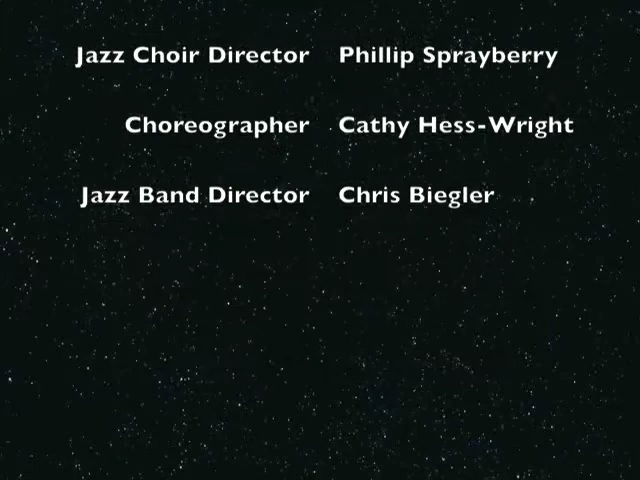 Jazz Choir Director Phillip Sprayberry
Choreographer Cathy Hess-Wright
Jazz Band Director Chris Biegler